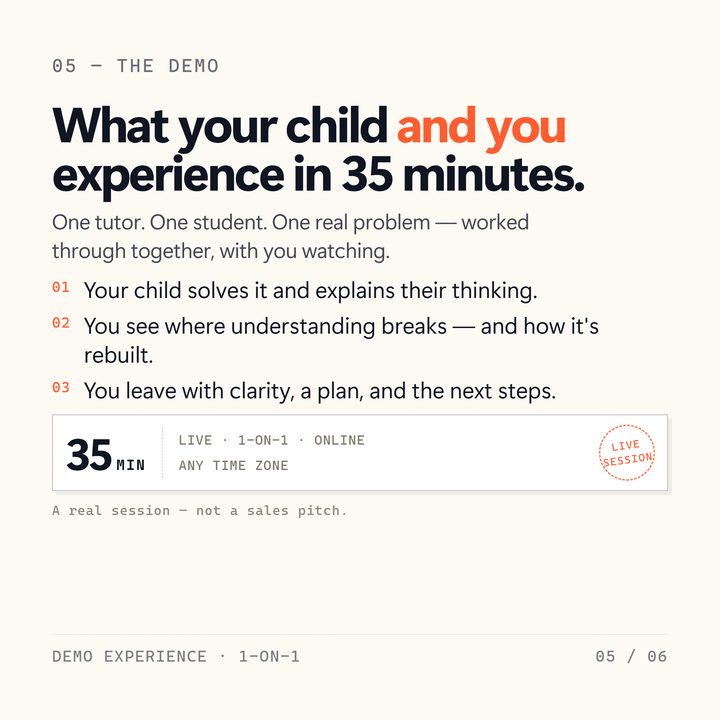 05 — THE DEMO
What your child and you
experience in 35 minutes.
One tutor. One student. One real problem — worked
through together, with you watching.
01 Your child solves it and explains their thinking.
02 You see where understanding breaks — and how it's
rebuilt.
03 You leave with clarity, a plan, and the next steps.
35 MIN
LIVE · 1-ON-1 · ONLINE
ANY TIME ZONE
LIVE
SESSION
A real session — not a sales pitch.
DEMO EXPERIENCE · 1-ON-1
05 / 06